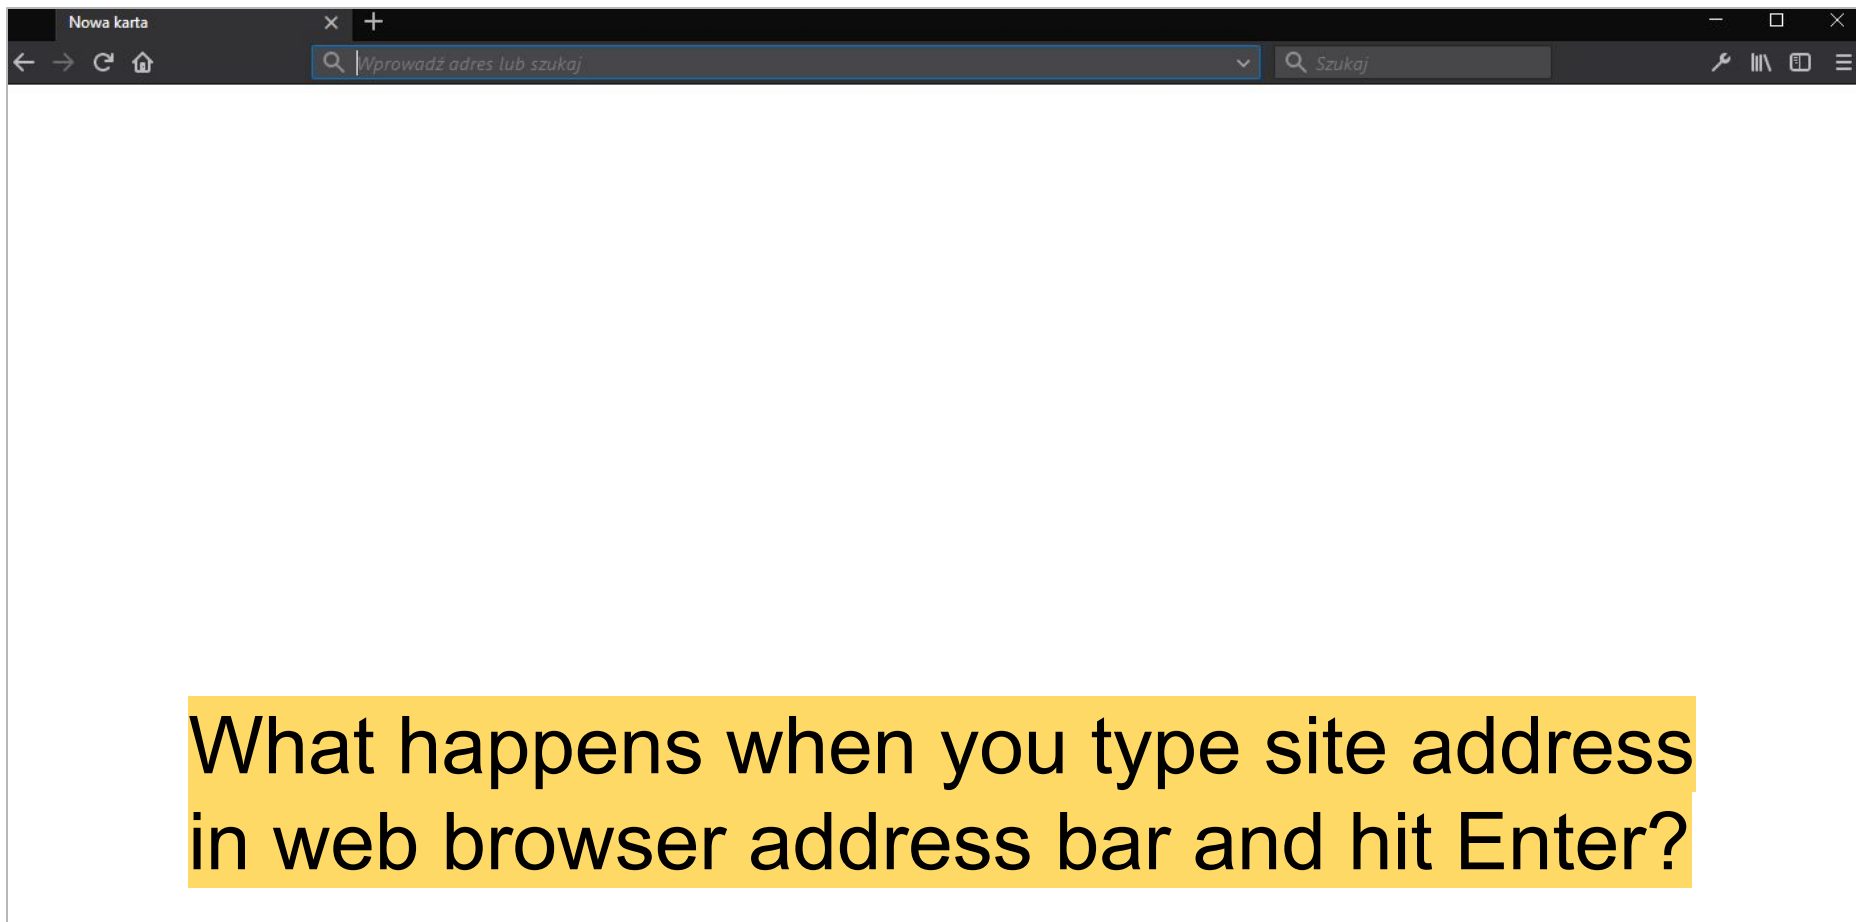 Nowa karta
Wprowadź adres lub szukaj
Szukaj
What happens when you type site address
in web browser address bar and hit Enter?